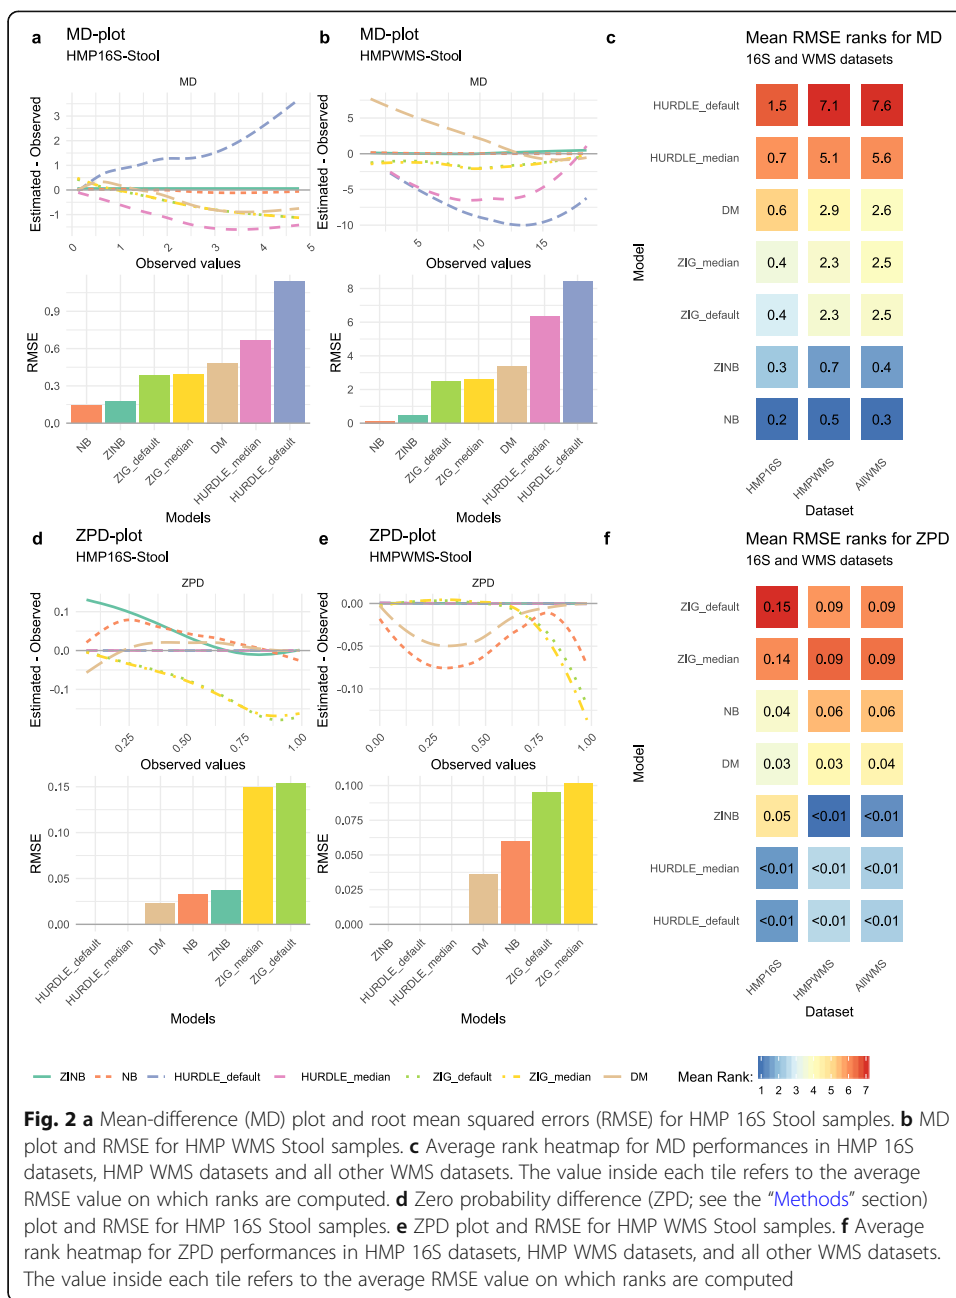 a
MD-plot
HMP16S-Stool
MD
Estimated - Observed
3
2
1
0
-1
0
1
2
3
4
5
Observed values
RMSE
0.9
0.6
0.3
0.0
NB
ZINB
ZIG_default
ZIG_median
DM
HURDLE_median
HURDLE_default
Models
b
MD-plot
HMPWMS-Stool
MD
Estimated - Observed
5
0
-5
-10
5
10
15
Observed values
RMSE
8
6
4
2
0
NB
ZINB
ZIG_default
ZIG_median
DM
HURDLE_median
HURDLE_default
Models
c
Mean RMSE ranks for MD
16S and WMS datasets
Model
HURDLE_default 1.5 7.1 7.6
HURDLE_median 0.7 5.1 5.6
DM 0.6 2.9 2.6
ZIG_median 0.4 2.3 2.5
ZIG_default 0.4 2.3 2.5
ZINB 0.3 0.7 0.4
NB 0.2 0.5 0.3
HMP16S
HMPWMS
AllWMS
Dataset
d
ZPD-plot
HMP16S-Stool
ZPD
Estimated - Observed
0.1
0.0
-0.1
0.25
0.50
0.75
1.00
Observed values
RMSE
0.15
0.10
0.05
0.00
HURDLE_default
HURDLE_median
DM
NB
ZINB
ZIG_median
ZIG_default
Models
e
ZPD-plot
HMPWMS-Stool
ZPD
Estimated - Observed
0.00
-0.05
-0.10
0.00
0.25
0.50
0.75
1.00
Observed values
RMSE
0.100
0.075
0.050
0.025
0.000
ZINB
HURDLE_default
HURDLE_median
DM
NB
ZIG_default
ZIG_median
Models
f
Mean RMSE ranks for ZPD
16S and WMS datasets
Model
ZIG_default 0.15 0.09 0.09
ZIG_median 0.14 0.09 0.09
NB 0.04 0.06 0.06
DM 0.03 0.03 0.04
ZINB 0.05 <0.01 <0.01
HURDLE_median <0.01 <0.01 <0.01
HURDLE_default <0.01 <0.01 <0.01
HMP16S
HMPWMS
AllWMS
Dataset
ZINB NB HURDLE_default HURDLE_median ZIG_default ZIG_median DM
Mean Rank:
1 2 3 4 5 6 7
Fig. 2 a Mean-difference (MD) plot and root mean squared errors (RMSE) for HMP 16S Stool samples. b MD
plot and RMSE for HMP WMS Stool samples. c Average rank heatmap for MD performances in HMP 16S
datasets, HMP WMS datasets and all other WMS datasets. The value inside each tile refers to the average
RMSE value on which ranks are computed. d Zero probability difference (ZPD; see the “Methods” section)
plot and RMSE for HMP 16S Stool samples. e ZPD plot and RMSE for HMP WMS Stool samples. f Average
rank heatmap for ZPD performances in HMP 16S datasets, HMP WMS datasets, and all other WMS datasets.
The value inside each tile refers to the average RMSE value on which ranks are computed